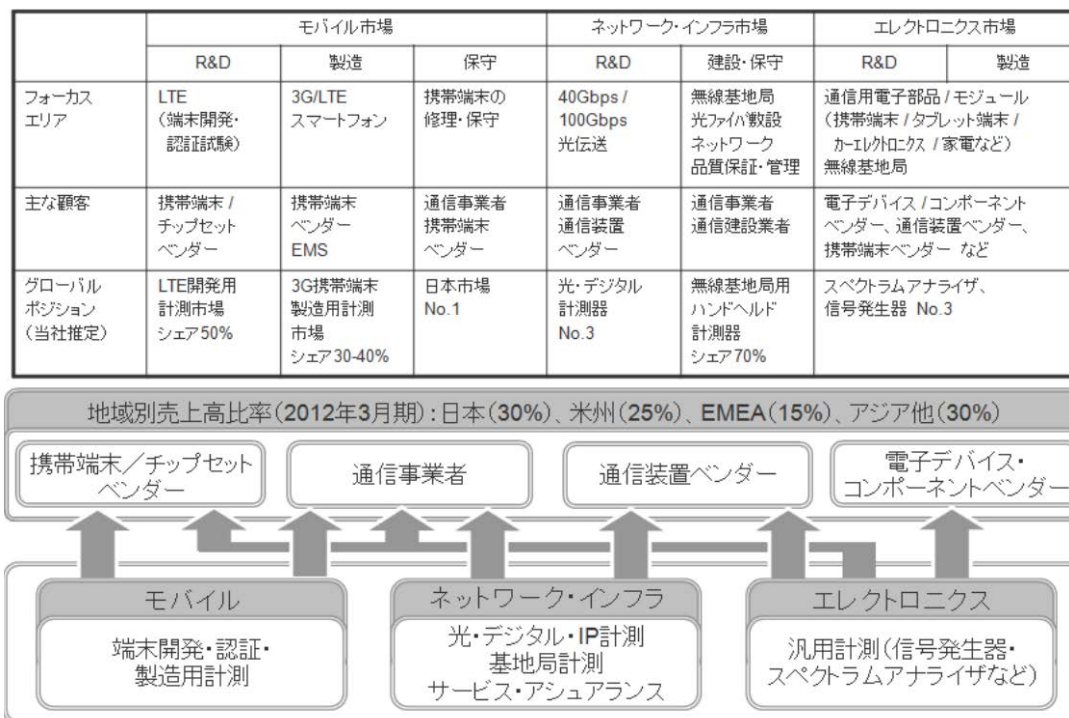 モバイル市場
ネットワーク・インフラ市場
エレクトロニクス市場
R&D
製造
保守
R&D
建設・保守
R&D
製造
フォーカス
エリア
LTE
(端末開発・
認証試験)
3G/LTE
スマートフォン
携帯端末の
修理・保守
40Gbps /
100Gbps
光伝送
無線基地局
光ファイバ敷設
ネットワーク
品質保証・管理
通信用電子部品 / モジュール
(携帯端末 / タブレット端末 /
カーエレクトロニクス / 家電など)
無線基地局
主な顧客
携帯端末 /
チップセット
ベンダー
携帯端末
ベンダー
EMS
通信事業者
携帯端末
ベンダー
通信事業者
通信装置
ベンダー
通信事業者
通信建設業者
電子デバイス / コンポーネント
ベンダー、通信装置ベンダー、
携帯端末ベンダー など
グローバル
ポジション
(当社推定)
LTE開発用
計測市場
シェア50%
3G携帯端末
製造用計測
市場
シェア30-40%
日本市場
No.1
光・デジタル
計測器
No.3
無線基地局用
ハンドヘルド
計測器
シェア70%
スペクトラムアナライザ、
信号発生器 No.3
地域別売上高比率(2012年3月期):日本(30%)、米州(25%)、EMEA(15%)、アジア他(30%)
携帯端末/チップセット
ベンダー
通信事業者
通信装置ベンダー
電子デバイス・
コンポーネントベンダー
モバイル
端末開発・認証・
製造用計測
ネットワーク・インフラ
光・デジタル・IP計測
基地局計測
サービス・アシュアランス
エレクトロニクス
汎用計測(信号発生器・
スペクトラムアナライザなど)